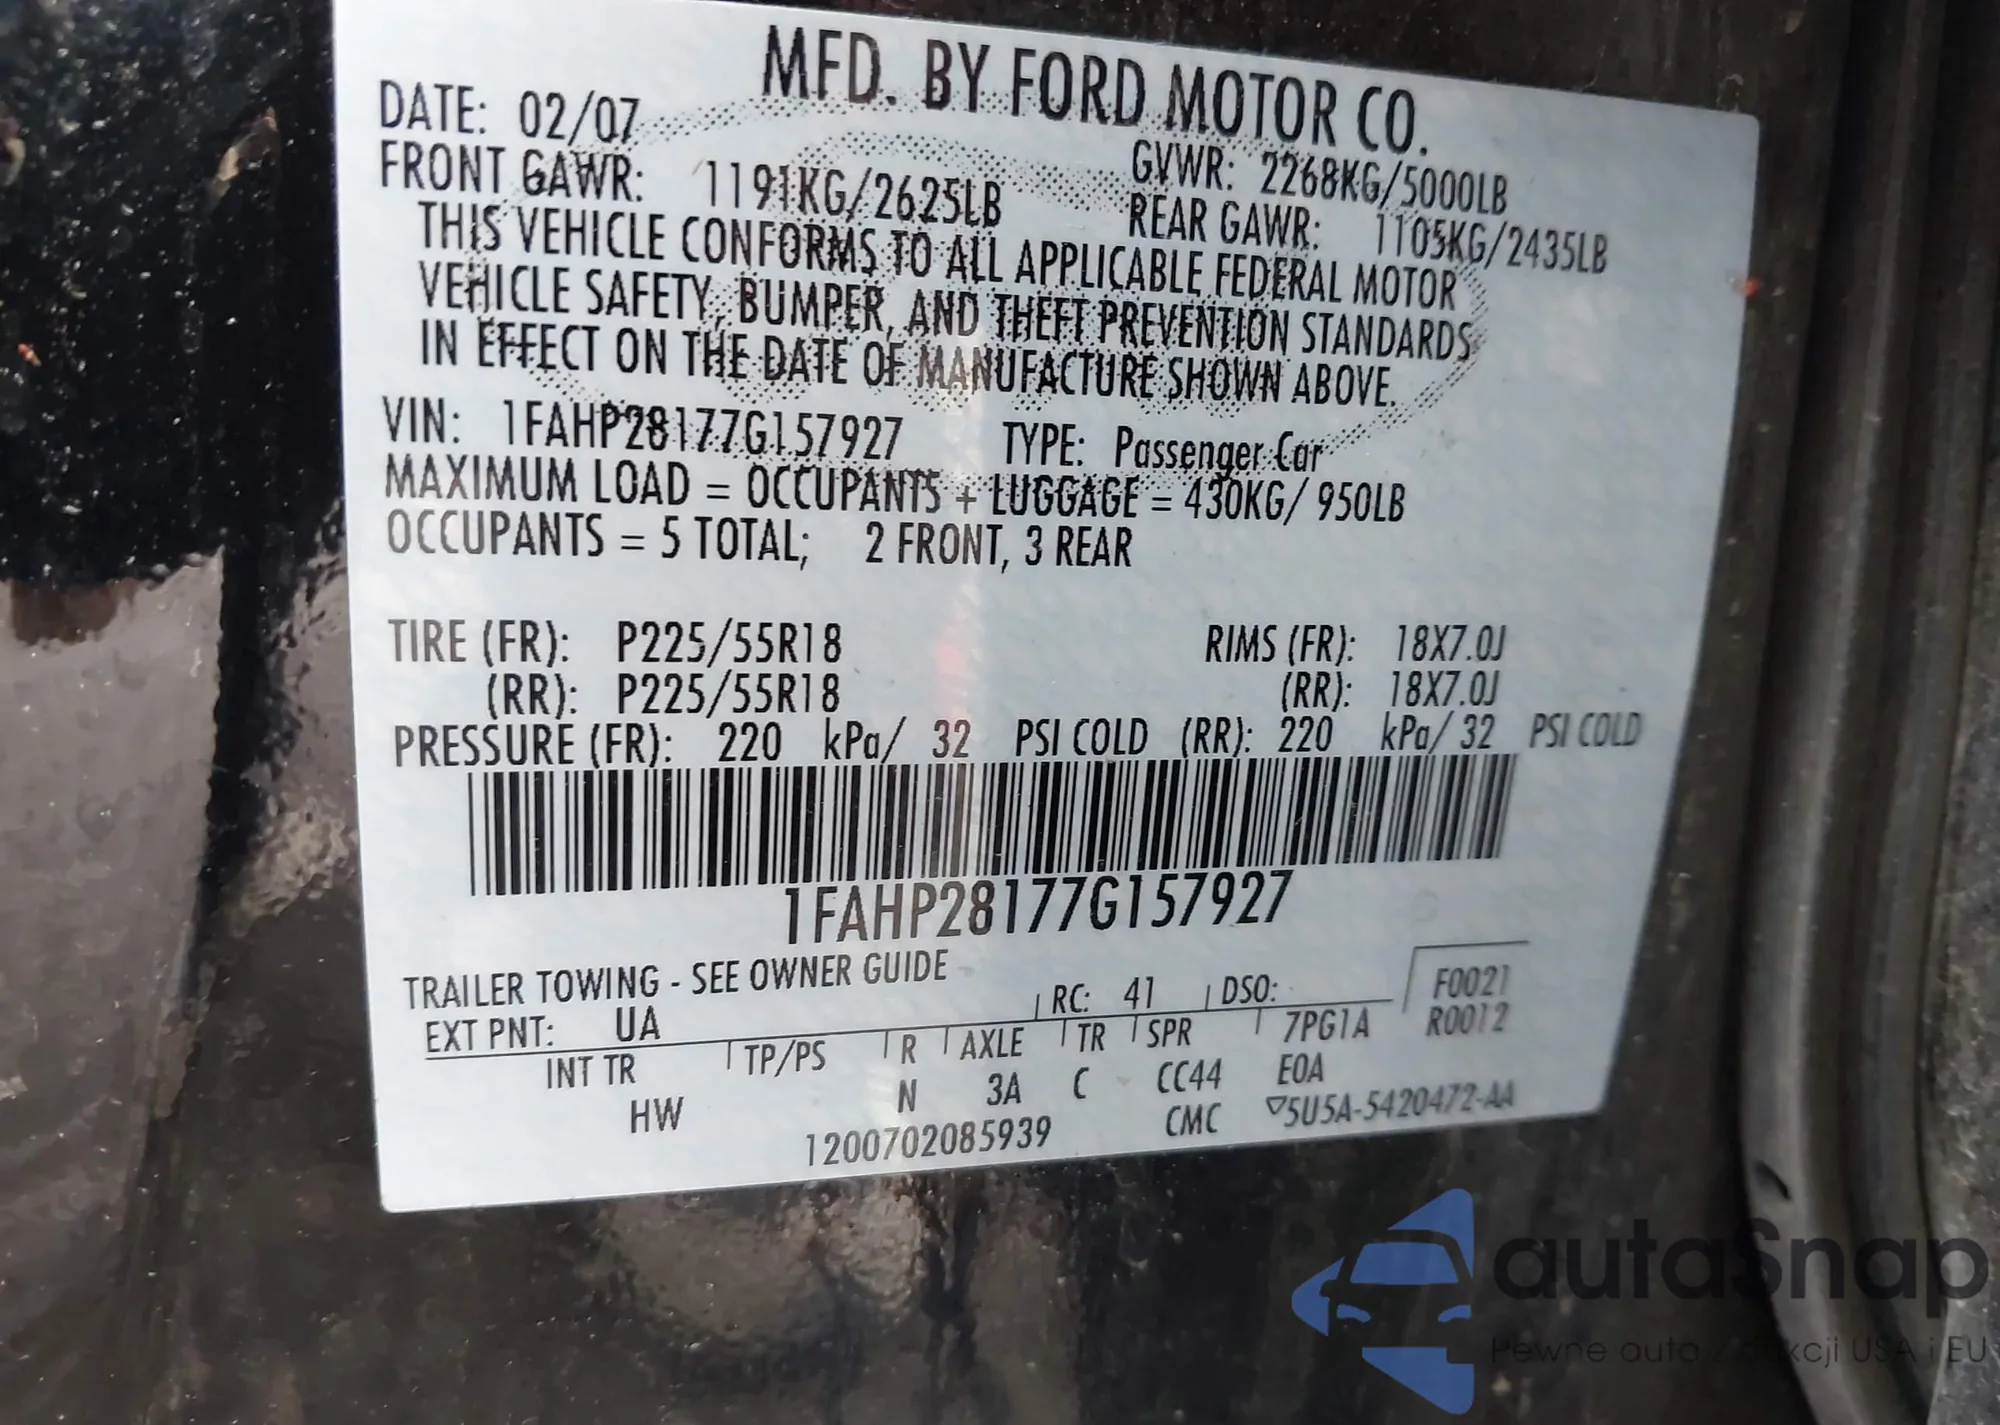 MFD. BY FORD MOTOR CO.
DATE: 02/07
GVWR: 2268KG/5000LB
FRONT GAWR: 1191KG/2625LB
REAR GAWR: 1105KG/2435LB
THIS VEHICLE CONFORMS TO ALL APPLICABLE FEDERAL MOTOR
VEHICLE SAFETY, BUMPER, AND THEFT PREVENTION STANDARDS
IN EFFECT ON THE DATE OF MANUFACTURE SHOWN ABOVE.
VIN: 1FAHP28177G157927 TYPE: Passenger Car
MAXIMUM LOAD = OCCUPANTS + LUGGAGE = 430KG/ 950LB
OCCUPANTS = 5 TOTAL; 2 FRONT, 3 REAR
TIRE (FR): P225/55R18 RIMS (FR): 18X7.0J
(RR): P225/55R18 (RR): 18X7.0J
PRESSURE (FR): 220 kPa/ 32 PSI COLD (RR): 220 kPa/ 32 PSI COLD
1FAHP28177G157927
TRAILER TOWING - SEE OWNER GUIDE
EXT PNT: UA RC: 41 DSO: F0021
R0012
INT TR TP/PS R AXLE TR SPR 7PG1A
HW N 3A C CC44 E0A
1200702085939 CMC ▽5U5A-5420472-AA
autaSnap
Pewne auta z aukcji USA i EU